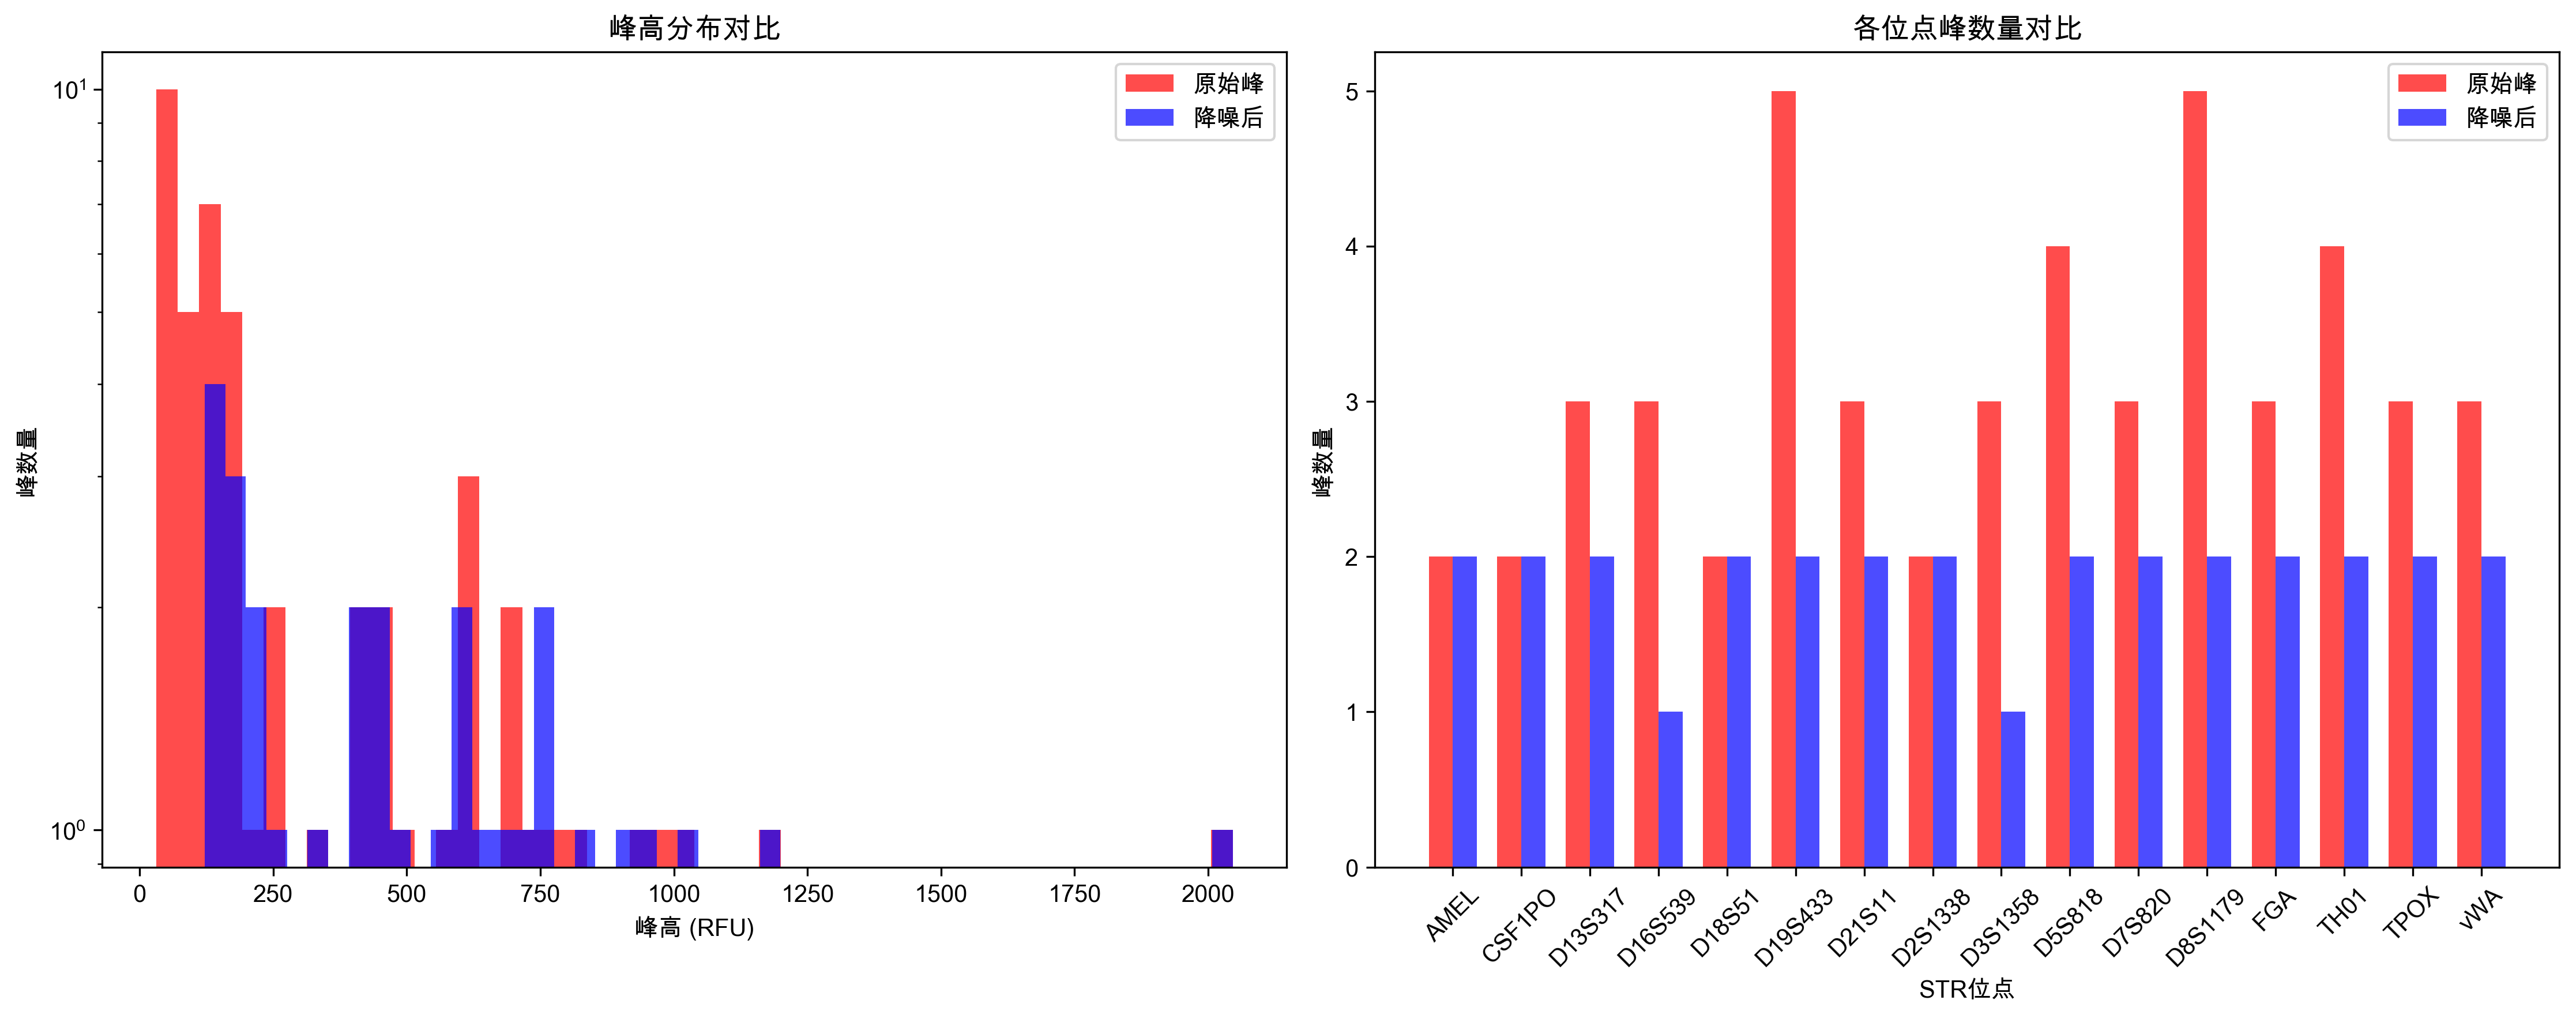 峰高分布对比
原始峰
降噪后
10¹
10⁰
峰数量
0 250 500 750 1000 1250 1500 1750 2000
峰高 (RFU)
各位点峰数量对比
原始峰
降噪后
5
4
3
2
1
0
峰数量
AMEL CSF1PO D13S317 D16S539 D18S51 D19S433 D21S11 D2S1338 D3S1358 D5S818 D7S820 D8S1179 FGA TH01 TPOX vWA
STR位点